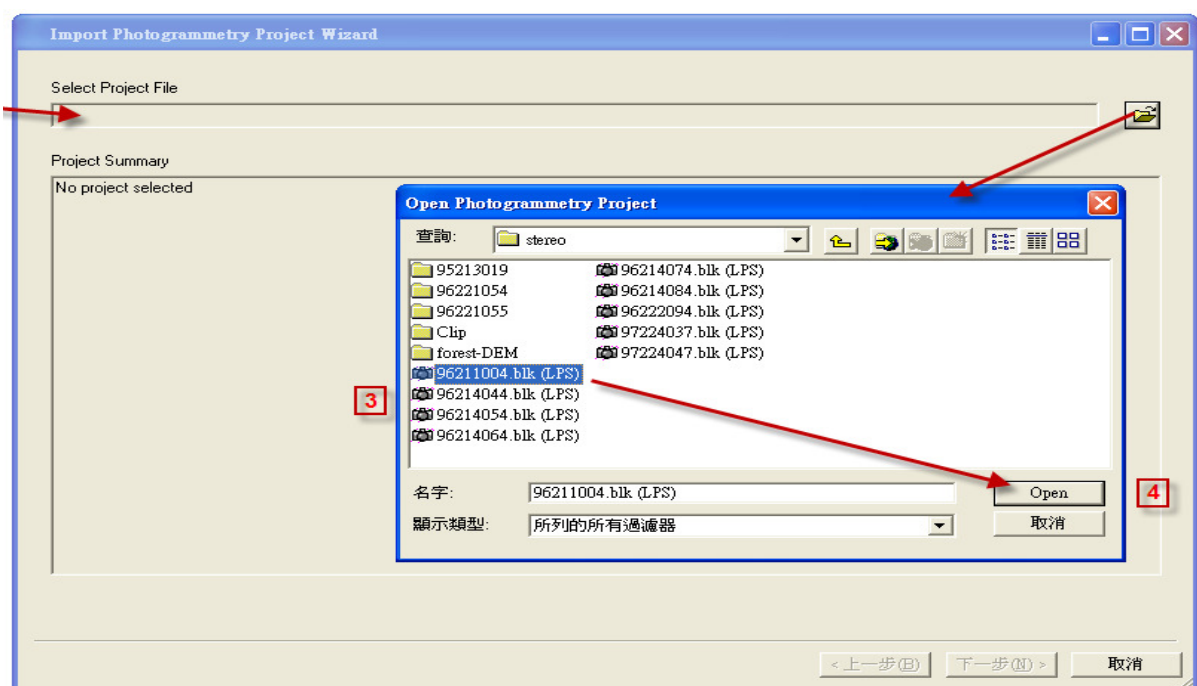 Import Photogrammetry Project Wizard
Select Project File
Project Summary
No project selected
Open Photogrammetry Project
查詢: stereo
95213019
96221054
96221055
Clip
forest-DEM
96211004.blk (LPS)
96214044.blk (LPS)
96214054.blk (LPS)
96214064.blk (LPS)
96214074.blk (LPS)
96214084.blk (LPS)
96222094.blk (LPS)
97224037.blk (LPS)
97224047.blk (LPS)
3
名字: 96211004.blk (LPS) Open
4
顯示類型: 所列的所有過濾器 取消
<上一步(B) 下一步(N)> 取消